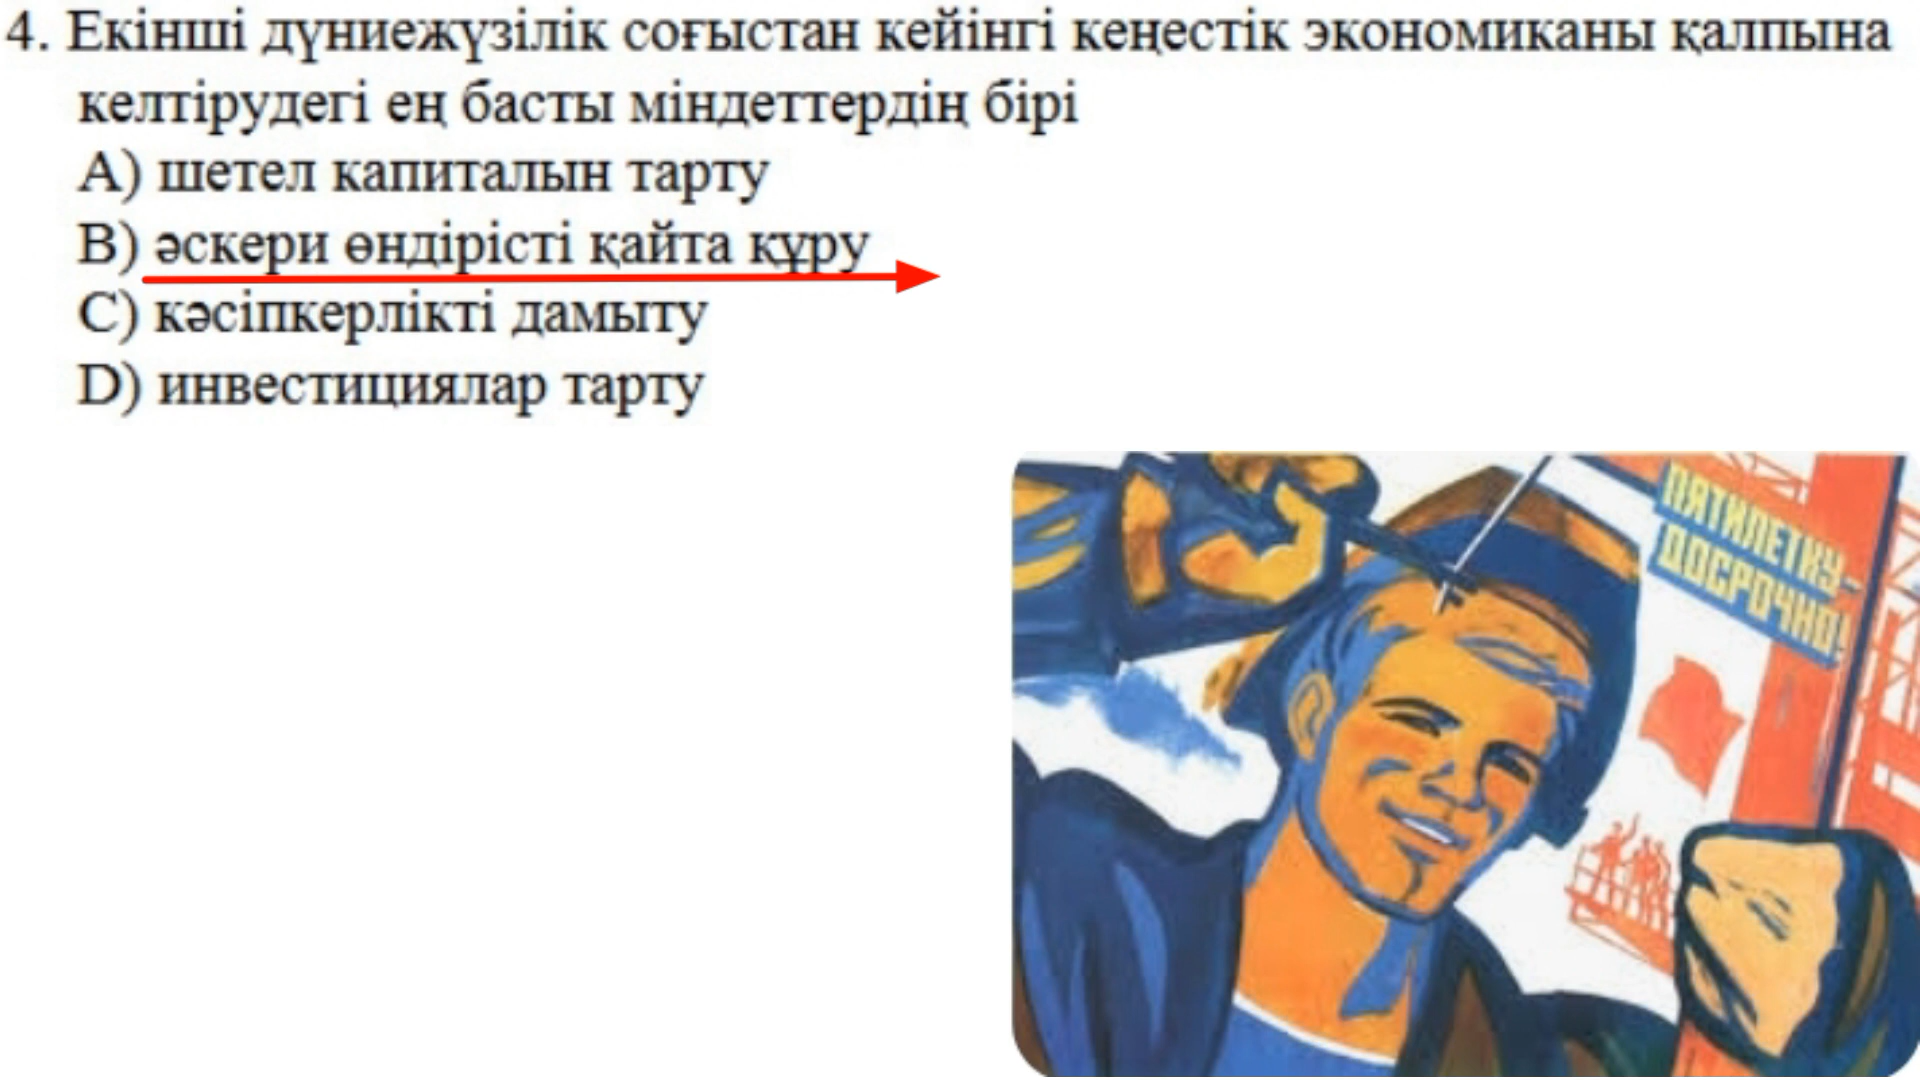 4. Екінші дүниежүзілік соғыстан кейінгі кеңестік экономиканы қалпына
келтірудегі ең басты міндеттердің бірі
A) шетел капиталын тарту
B) әскери өндірісті қайта құру
C) кәсіпкерлікті дамыту
D) инвестициялар тарту
ПЯТИЛЕТКУ-
ДОСРОЧНО!